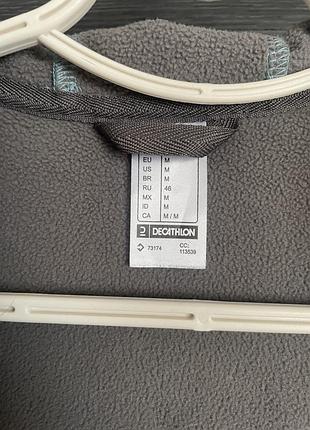 EU M
US M
BR M
RU 46
MX M
ID M
CA M / M
DECATHLON
73174 CC:
113539